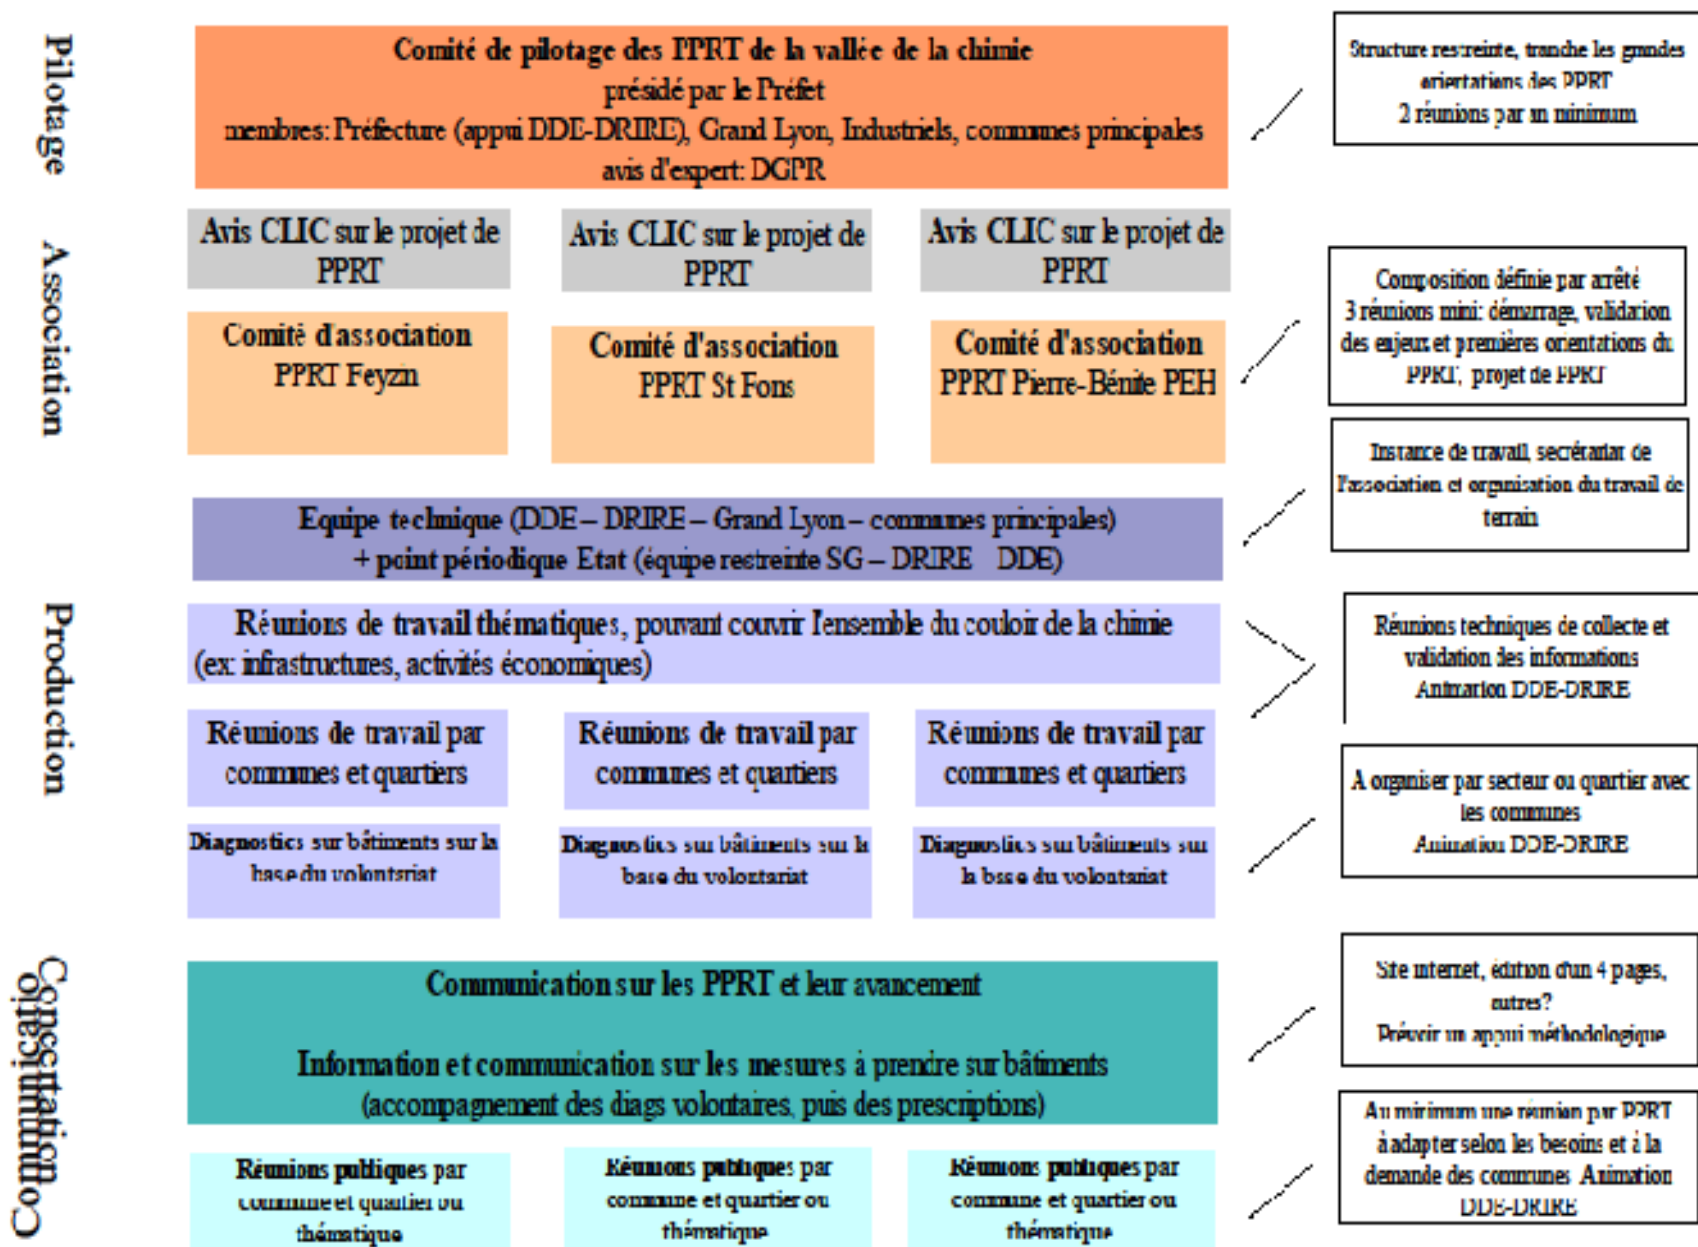 Pilotage
Comité de pilotage des PPRT de la vallée de la chimie
présidé par le Préfet
membres: Préfecture (appui DDE-DRIRE), Grand Lyon, Industriels, communes principales
avis d'expert: DGPR
Structure restreinte, tranche les grandes
orientations des PPRT
2 réunions par an minimum
Association
Avis CLIC sur le projet de
PPRT
Avis CLIC sur le projet de
PPRT
Avis CLIC sur le projet de
PPRT
Comité d'association
PPRT Feyzin
Comité d'association
PPRT St Fons
Comité d'association
PPRT Pierre-Bénite PEH
Composition définie par arrêté
3 réunions mini: démarrage, validation
des enjeux et premières orientations du
PPRT, projet de PPRT
Equipe technique (DDE – DRIRE – Grand Lyon – communes principales)
+ point périodique Etat (équipe restreinte SG – DRIRE DDE)
Instance de travail, secrétariat de
l'association et organisation du travail de
terrain
Production
Réunions de travail thématiques, pouvant couvrir l'ensemble du couloir de la chimie
(ex: infrastructures, activités économiques)
Réunions techniques de collecte et
validation des informations
Animation DDE-DRIRE
Réunions de travail par
communes et quartiers
Réunions de travail par
communes et quartiers
Réunions de travail par
communes et quartiers
Diagnostics sur bâtiments sur la
base du volontariat
Diagnostics sur bâtiments sur la
base du volontariat
Diagnostics sur bâtiments sur
la base du volontariat
A organiser par secteur ou quartier avec
les communes
Animation DDE-DRIRE
Concertation
Communicatio
Communication sur les PPRT et leur avancement
Information et communication sur les mesures à prendre sur bâtiments
(accompagnement des diags volontaires, puis des prescriptions)
Site internet, édition d'un 4 pages,
autres?
Prévoir un appui méthodologique
Réunions publiques par
commune et quartier ou
thématique
Réunions publiques par
commune et quartier ou
thématique
Réunions publiques par
commune et quartier ou
thématique
Au minimum une réunion par PPRT
à adapter selon les besoins et à la
demande des communes. Animation
DDE-DRIRE